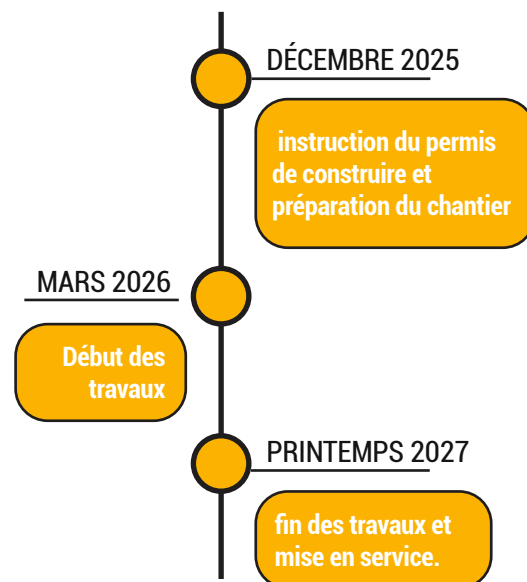 DÉCEMBRE 2025
instruction du permis
de construire et
préparation du chantier
MARS 2026
Début des
travaux
PRINTEMPS 2027
fin des travaux et
mise en service.